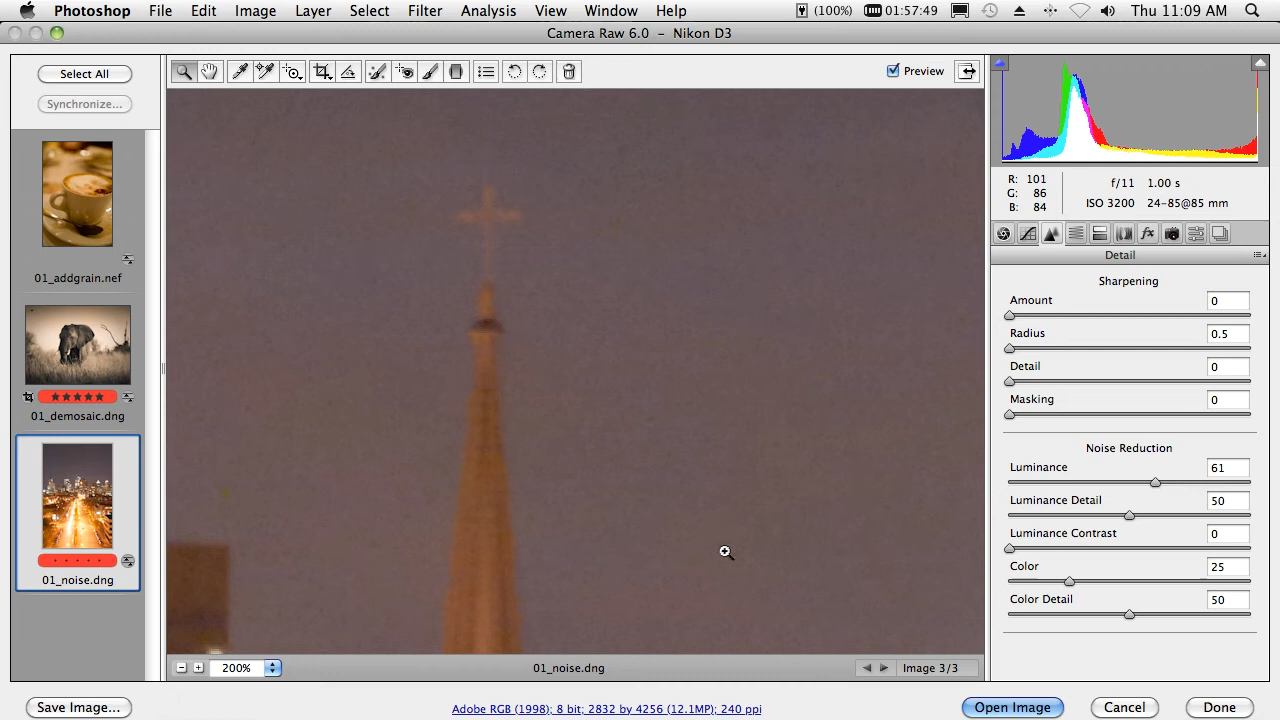 Photoshop File Edit Image Layer Select Filter Analysis View Window Help (100%) 01:57:49 Thu 11:09 AM
Camera Raw 6.0 – Nikon D3
Select All
Synchronize...
01_addgrain.nef
01_demosaic.dng
01_noise.dng
Preview
R: 101
G: 86
B: 84
f/11 1.00 s
ISO 3200 24-85@85 mm
fx
Detail
Sharpening
Amount 0
Radius 0.5
Detail 0
Masking 0
Noise Reduction
Luminance 61
Luminance Detail 50
Luminance Contrast 0
Color 25
Color Detail 50
200% 01_noise.dng Image 3/3
Save Image... Adobe RGB (1998); 8 bit; 2832 by 4256 (12.1MP); 240 ppi Open Image Cancel Done